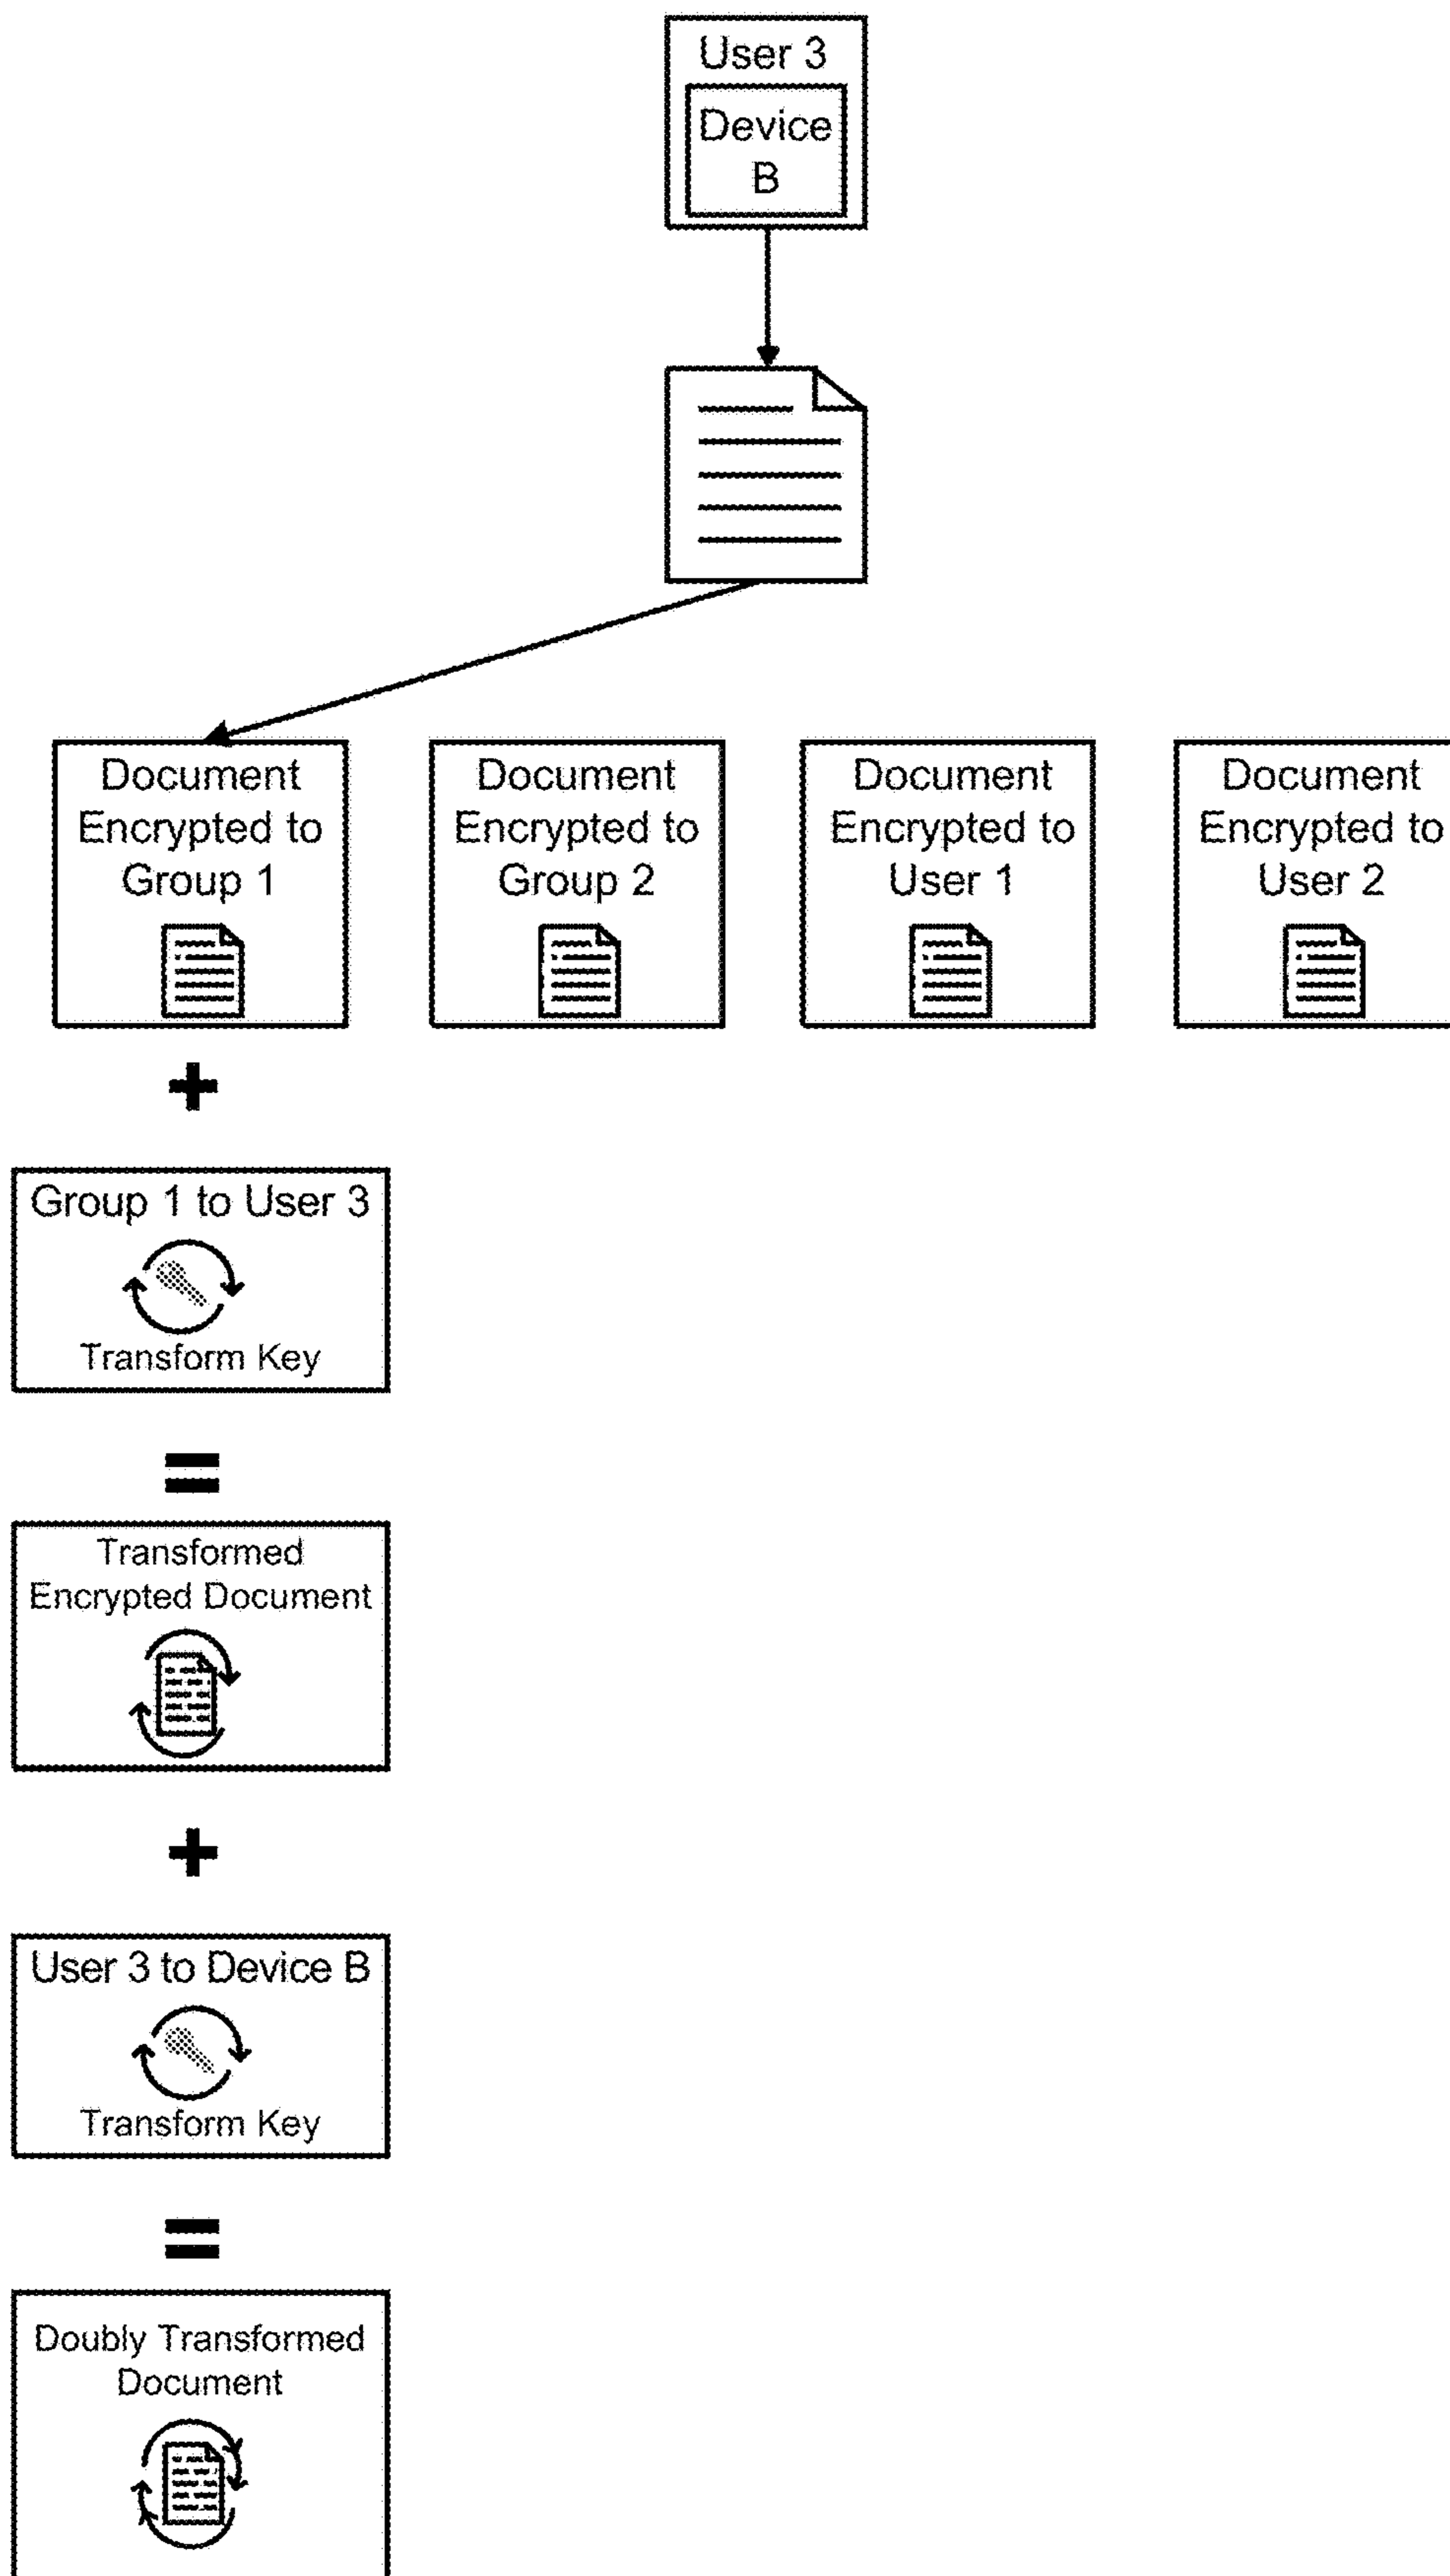 User 3
Device
B
Document
Encrypted to
Group 1
Document
Encrypted to
Group 2
Document
Encrypted to
User 1
Document
Encrypted to
User 2
+
Group 1 to User 3
Transform Key
=
Transformed
Encrypted Document
+
User 3 to Device B
Transform Key
=
Doubly Transformed
Document